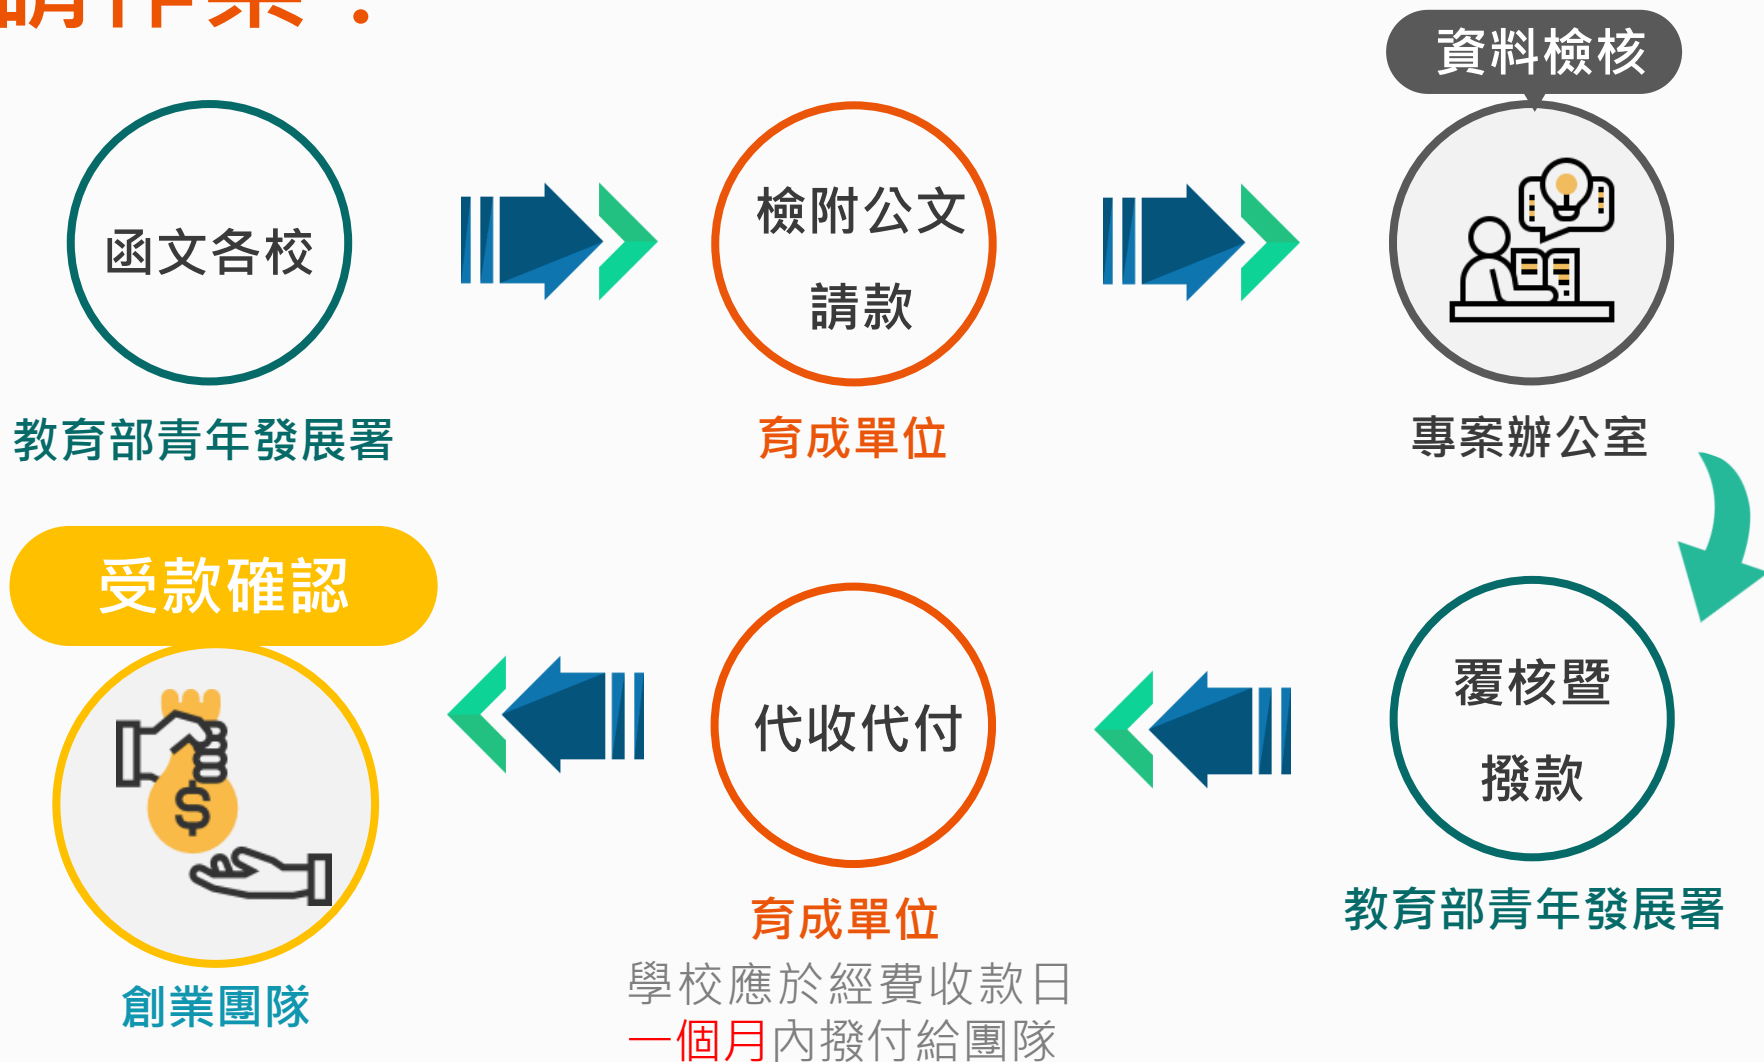 請作業：
資料檢核
函文各校
檢附公文
請款
教育部青年發展署
育成單位
專案辦公室
受款確認
$
代收代付
覆核暨
撥款
育成單位
教育部青年發展署
學校應於經費收款日
一個月內撥付給團隊
創業團隊